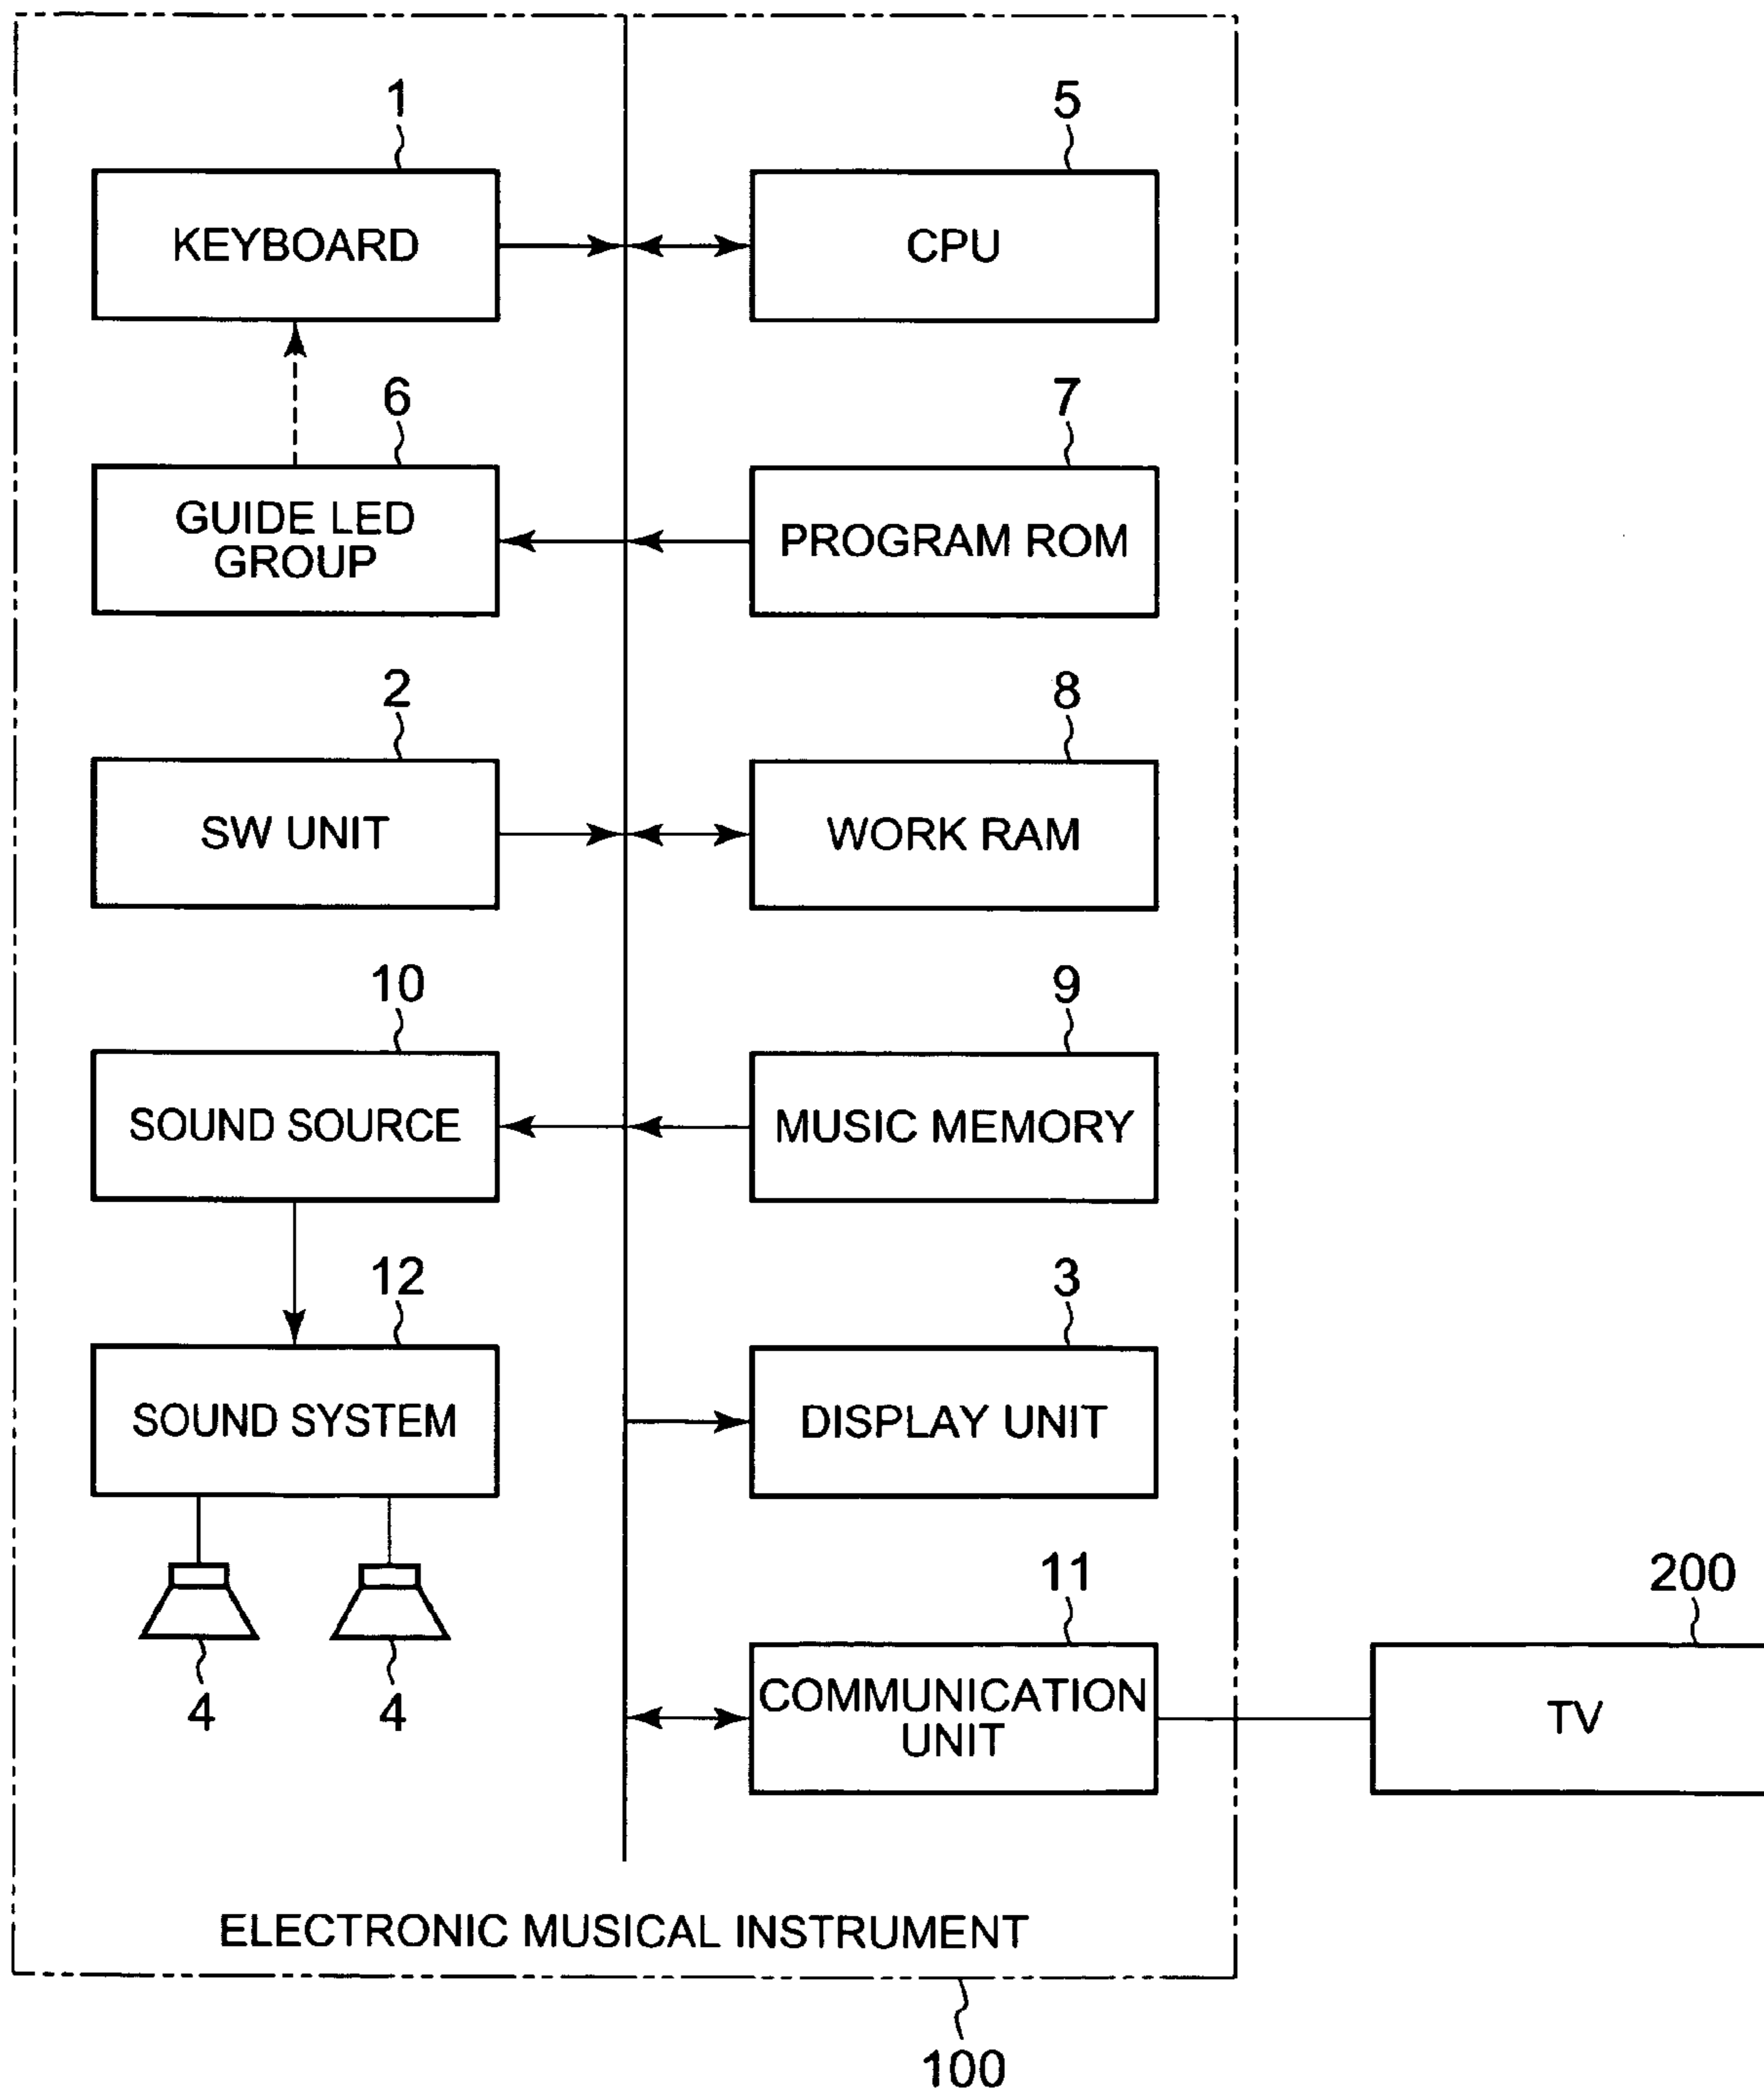 1
5
KEYBOARD
CPU
6
7
GUIDE LED
GROUP
PROGRAM ROM
2
8
SW UNIT
WORK RAM
10
9
SOUND SOURCE
MUSIC MEMORY
12
3
SOUND SYSTEM
DISPLAY UNIT
11
200
4
4
COMMUNICATION
UNIT
TV
ELECTRONIC MUSICAL INSTRUMENT
100